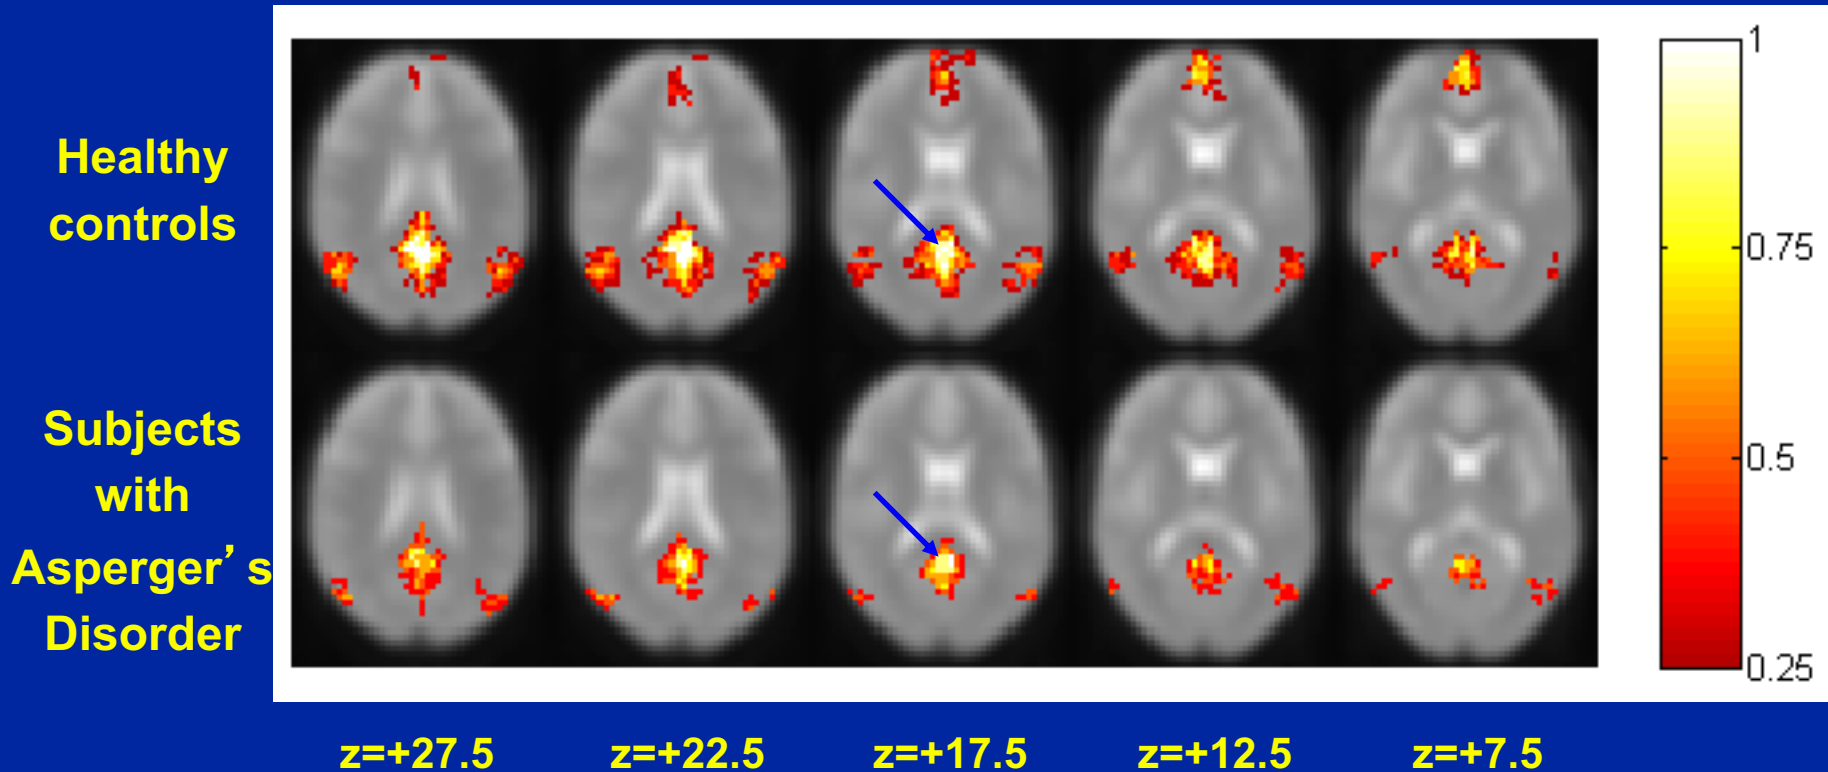 Healthy
controls
Subjects
with
Asperger’s
Disorder
1
0.75
0.5
0.25
z=+27.5 z=+22.5 z=+17.5 z=+12.5 z=+7.5